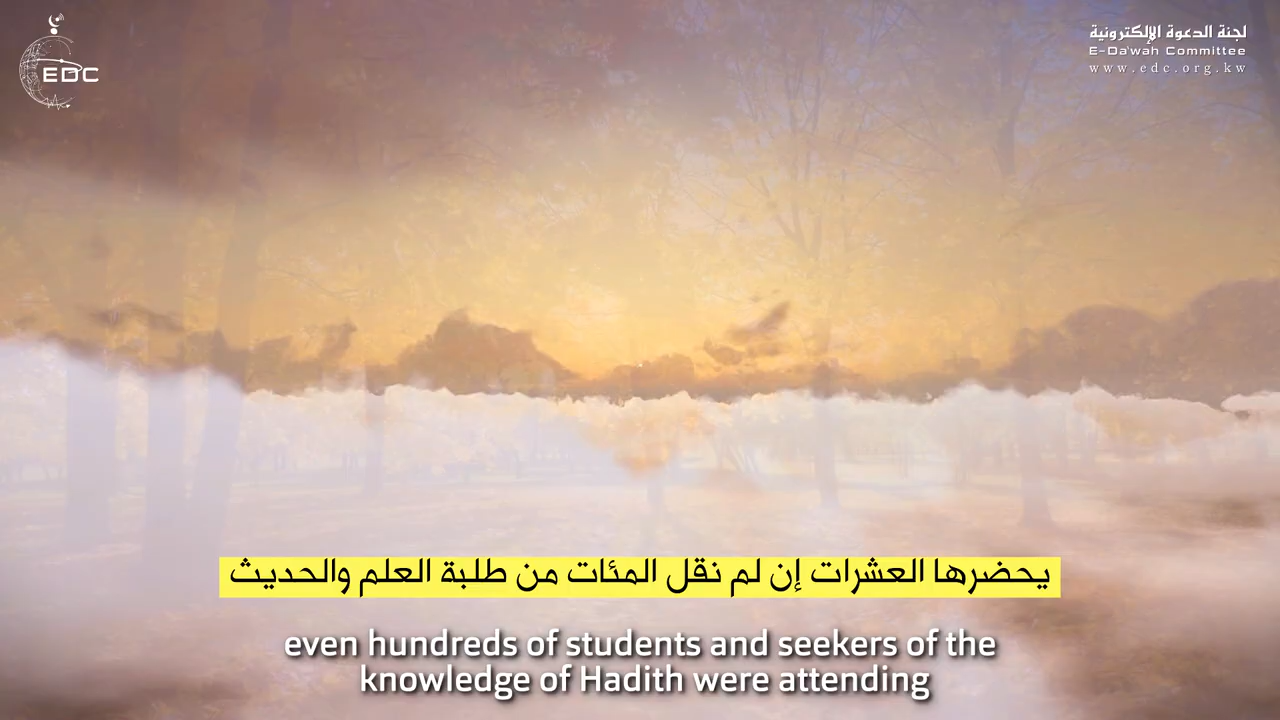 EDC
لجنة الدعوة الإلكترونية
E-Da'wah Committee
www.edc.org.kw
يحضرها العشرات إن لم نقل المئات من طلبة العلم والحديث
even hundreds of students and seekers of the
knowledge of Hadith were attending